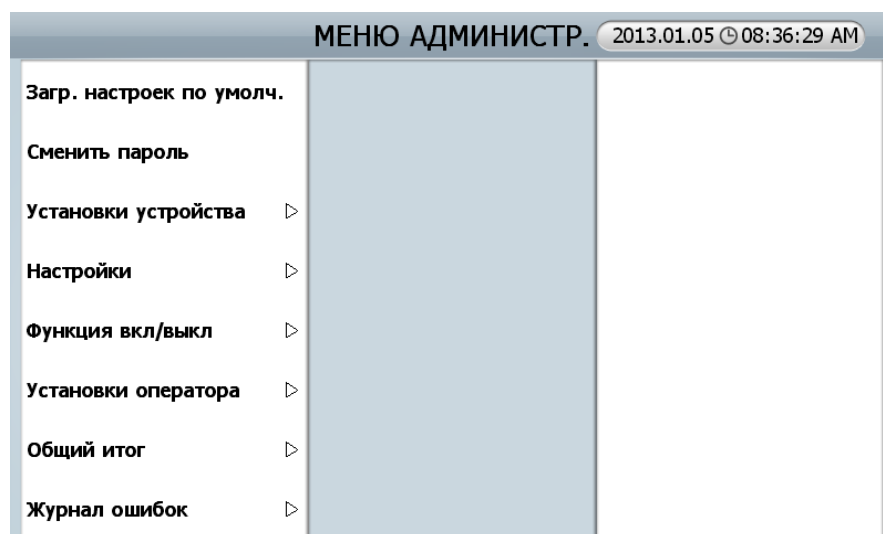 МЕНЮ АДМИНИСТР. 2013.01.05 08:36:29 AM
Загр. настроек по умолч.
Сменить пароль
Установки устройства
Настройки
Функция вкл/выкл
Установки оператора
Общий итог
Журнал ошибок